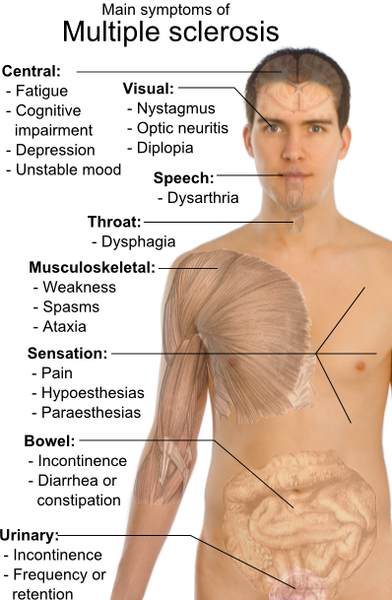 Main symptoms of
Multiple sclerosis
Central:
- Fatigue
- Cognitive
impairment
- Depression
- Unstable mood
Visual:
- Nystagmus
- Optic neuritis
- Diplopia
Speech:
- Dysarthria
Throat:
- Dysphagia
Musculoskeletal:
- Weakness
- Spasms
- Ataxia
Sensation:
- Pain
- Hypoesthesias
- Paraesthesias
Bowel:
- Incontinence
- Diarrhea or
constipation
Urinary:
- Incontinence
- Frequency or
retention